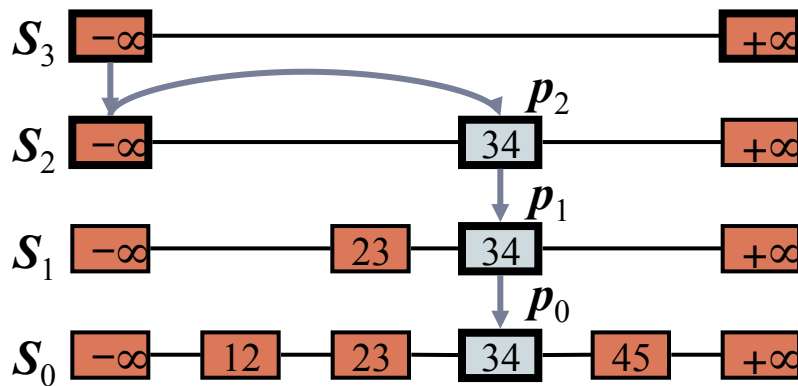 S₃ −∞ +∞
p₂
S₂ −∞ 34 +∞
p₁
S₁ −∞ 23 34 +∞
p₀
S₀ −∞ 12 23 34 45 +∞